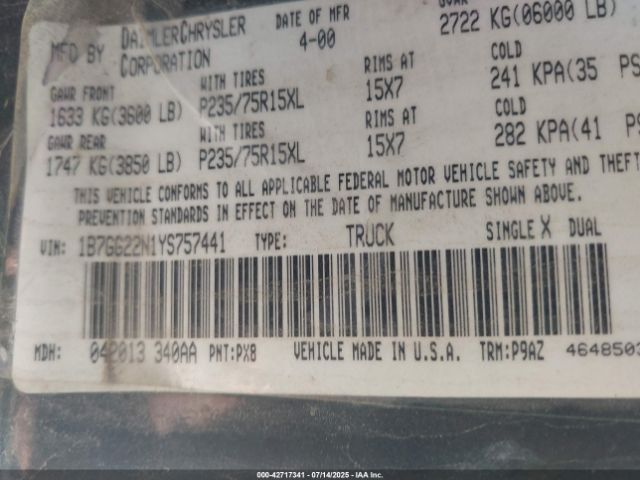 MFD BY DAIMLERCHRYSLER CORPORATION DATE OF MFR 4-00 GVWR 2722 KG(06000 LB)
GAWR FRONT WITH TIRES RIMS AT COLD
1633 KG(3600 LB) P235/75R15XL 15X7 241 KPA(35 PS
GAWR REAR WITH TIRES RIMS AT COLD
1747 KG(3850 LB) P235/75R15XL 15X7 282 KPA(41 PS
THIS VEHICLE CONFORMS TO ALL APPLICABLE FEDERAL MOTOR VEHICLE SAFETY AND THEFT
PREVENTION STANDARDS IN EFFECT ON THE DATE OF MANUFACTURE SHOWN ABOVE.
VIN: 1B7GG22N1YS757441 TYPE: TRUCK SINGLE X DUAL
MDH: 042013 340AA PNT:PX8 VEHICLE MADE IN U.S.A. TRM:P9AZ 4648503
000-42717341 - 07/14/2025 - IAA Inc.